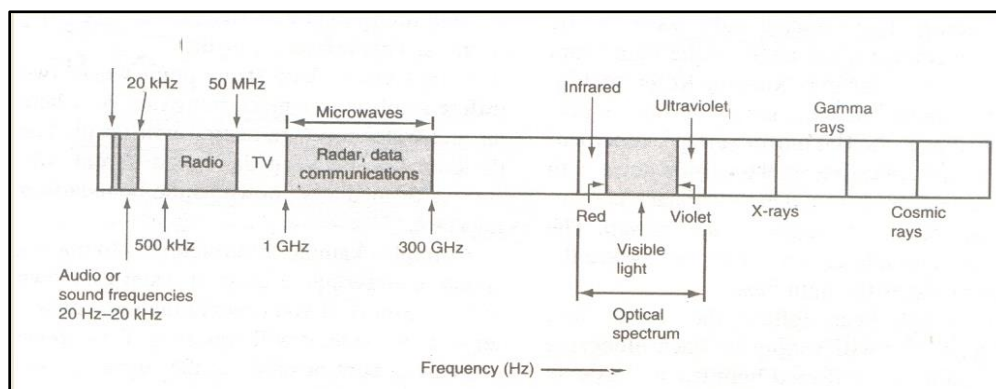 20 kHz
50 MHz
Microwaves
Infrared
Ultraviolet
Gamma
rays
Radio
TV
Radar, data
communications
500 kHz
1 GHz
300 GHz
Red
Violet
X-rays
Cosmic
rays
Visible
light
Audio or
sound frequencies
20 Hz–20 kHz
Optical
spectrum
Frequency (Hz)